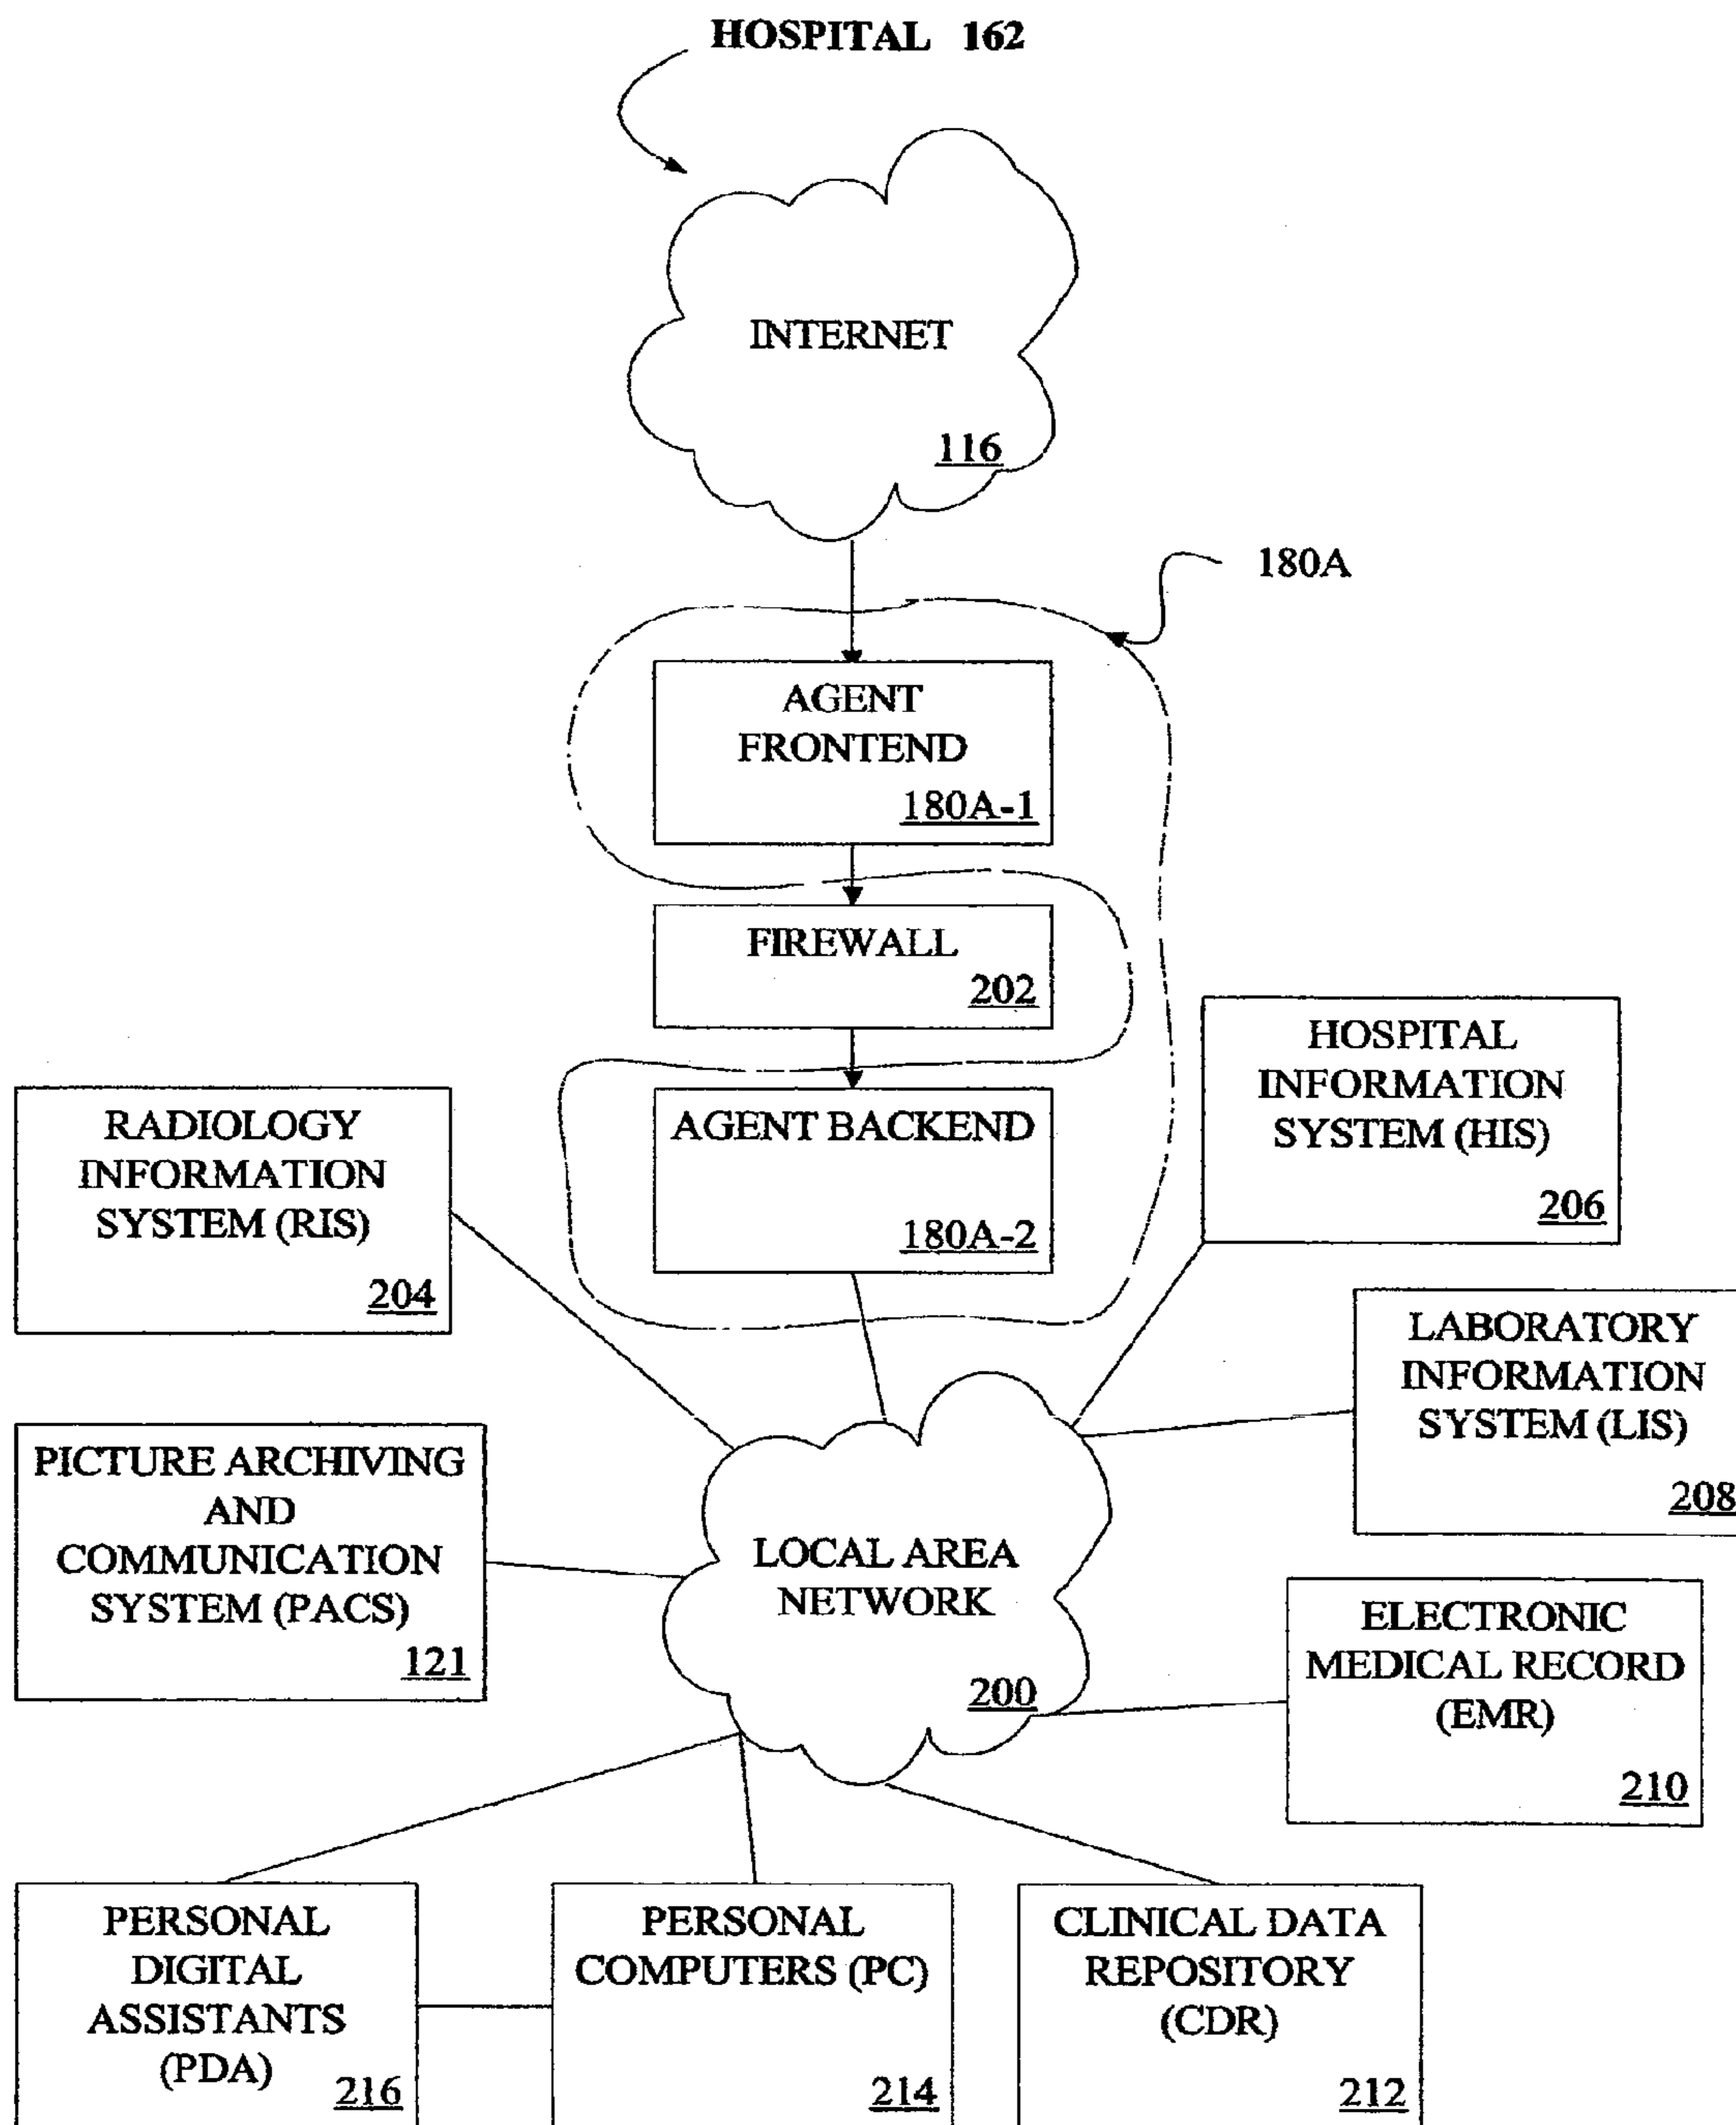 HOSPITAL 162
INTERNET
116
180A
AGENT
FRONTEND
180A-1
FIREWALL
202
AGENT BACKEND
180A-2
HOSPITAL
INFORMATION
SYSTEM (HIS)
206
RADIOLOGY
INFORMATION
SYSTEM (RIS)
204
LABORATORY
INFORMATION
SYSTEM (LIS)
208
PICTURE ARCHIVING
AND
COMMUNICATION
SYSTEM (PACS)
121
LOCAL AREA
NETWORK
200
ELECTRONIC
MEDICAL RECORD
(EMR)
210
PERSONAL
DIGITAL
ASSISTANTS
(PDA)
216
PERSONAL
COMPUTERS (PC)
214
CLINICAL DATA
REPOSITORY
(CDR)
212